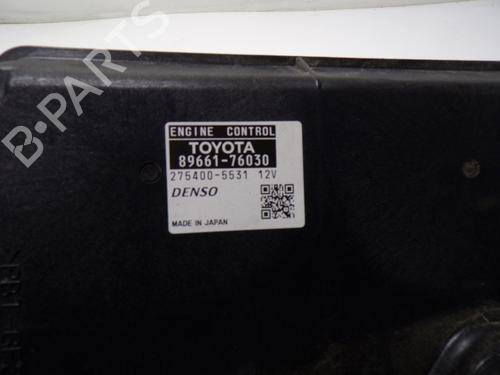 ENGINE CONTROL
TOYOTA
89661-76030
275400-5531 12V
DENSO
MADE IN JAPAN
B-PARTS